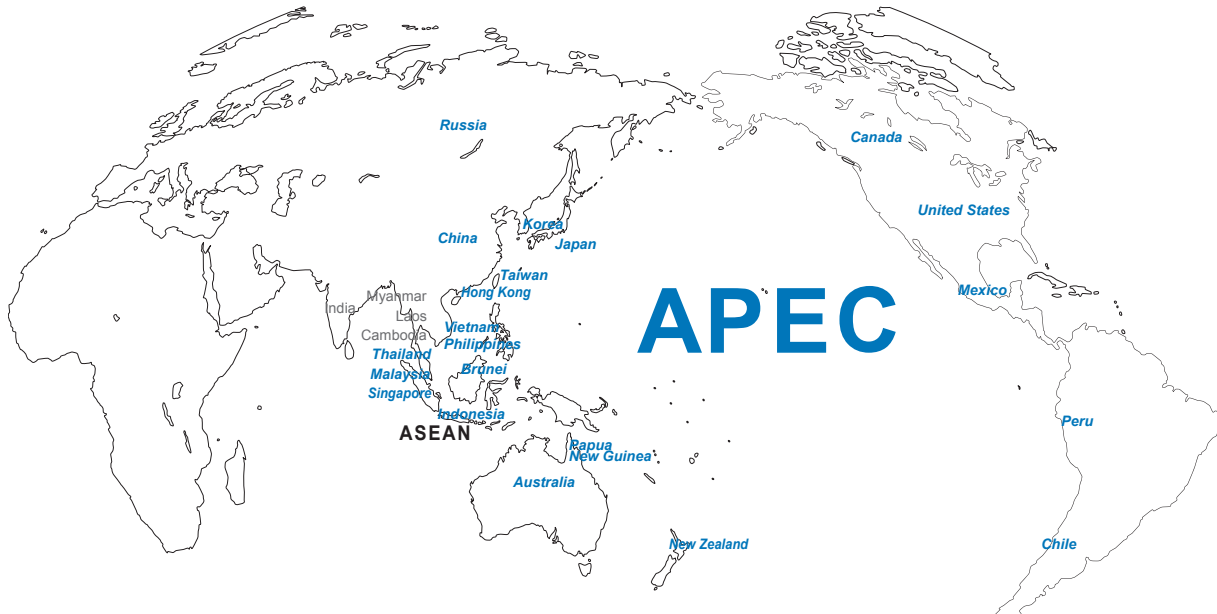 Russia
Canada
United States
Korea
China
Japan
Taiwan
Hong Kong
Mexico
Myanmar
India
Laos
APEC
Vietnam
Cambodia
Philippines
Thailand
Brunei
Malaysia
Singapore
Indonesia
Peru
ASEAN
Papua
New Guinea
Australia
New Zealand
Chile